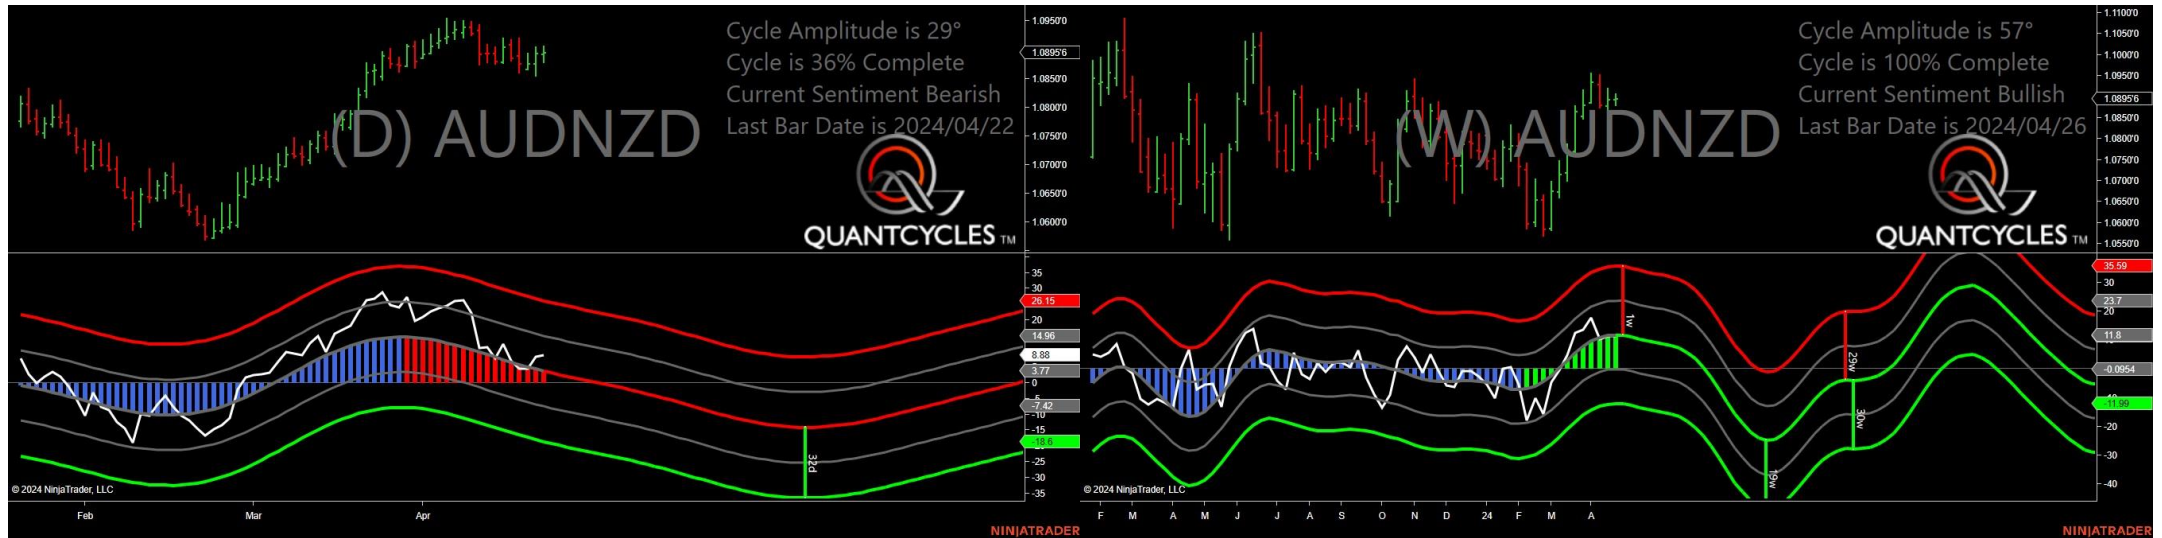 Cycle Amplitude is 29°
Cycle is 36% Complete
Current Sentiment Bearish
Last Bar Date is 2024/04/22
(D) AUDNZD
QUANTCYCLES TM
1.0950'0
1.0895'6
1.0850'0
1.0800'0
1.0750'0
1.0700'0
1.0650'0
1.0600'0
35
30
26.15
20
14.96
8.88
3.77
0
-7.42
-10
-15
-18.6
-25
-30
-35
32d
© 2024 NinjaTrader, LLC
Feb Mar Apr
NINJATRADER
Cycle Amplitude is 57°
Cycle is 100% Complete
Current Sentiment Bullish
Last Bar Date is 2024/04/26
(W) AUDNZD
QUANTCYCLES TM
1.1100'0
1.1050'0
1.1000'0
1.0950'0
1.0895'6
1.0850'0
1.0800'0
1.0750'0
1.0700'0
1.0650'0
1.0600'0
1.0550'0
35.59
30
23.7
20
11.8
-0.0954
-11.99
-20
-30
-40
1w
29w
30w
19w
© 2024 NinjaTrader, LLC
F M A M J J A S O N D 24 F M A
NINJATRADER